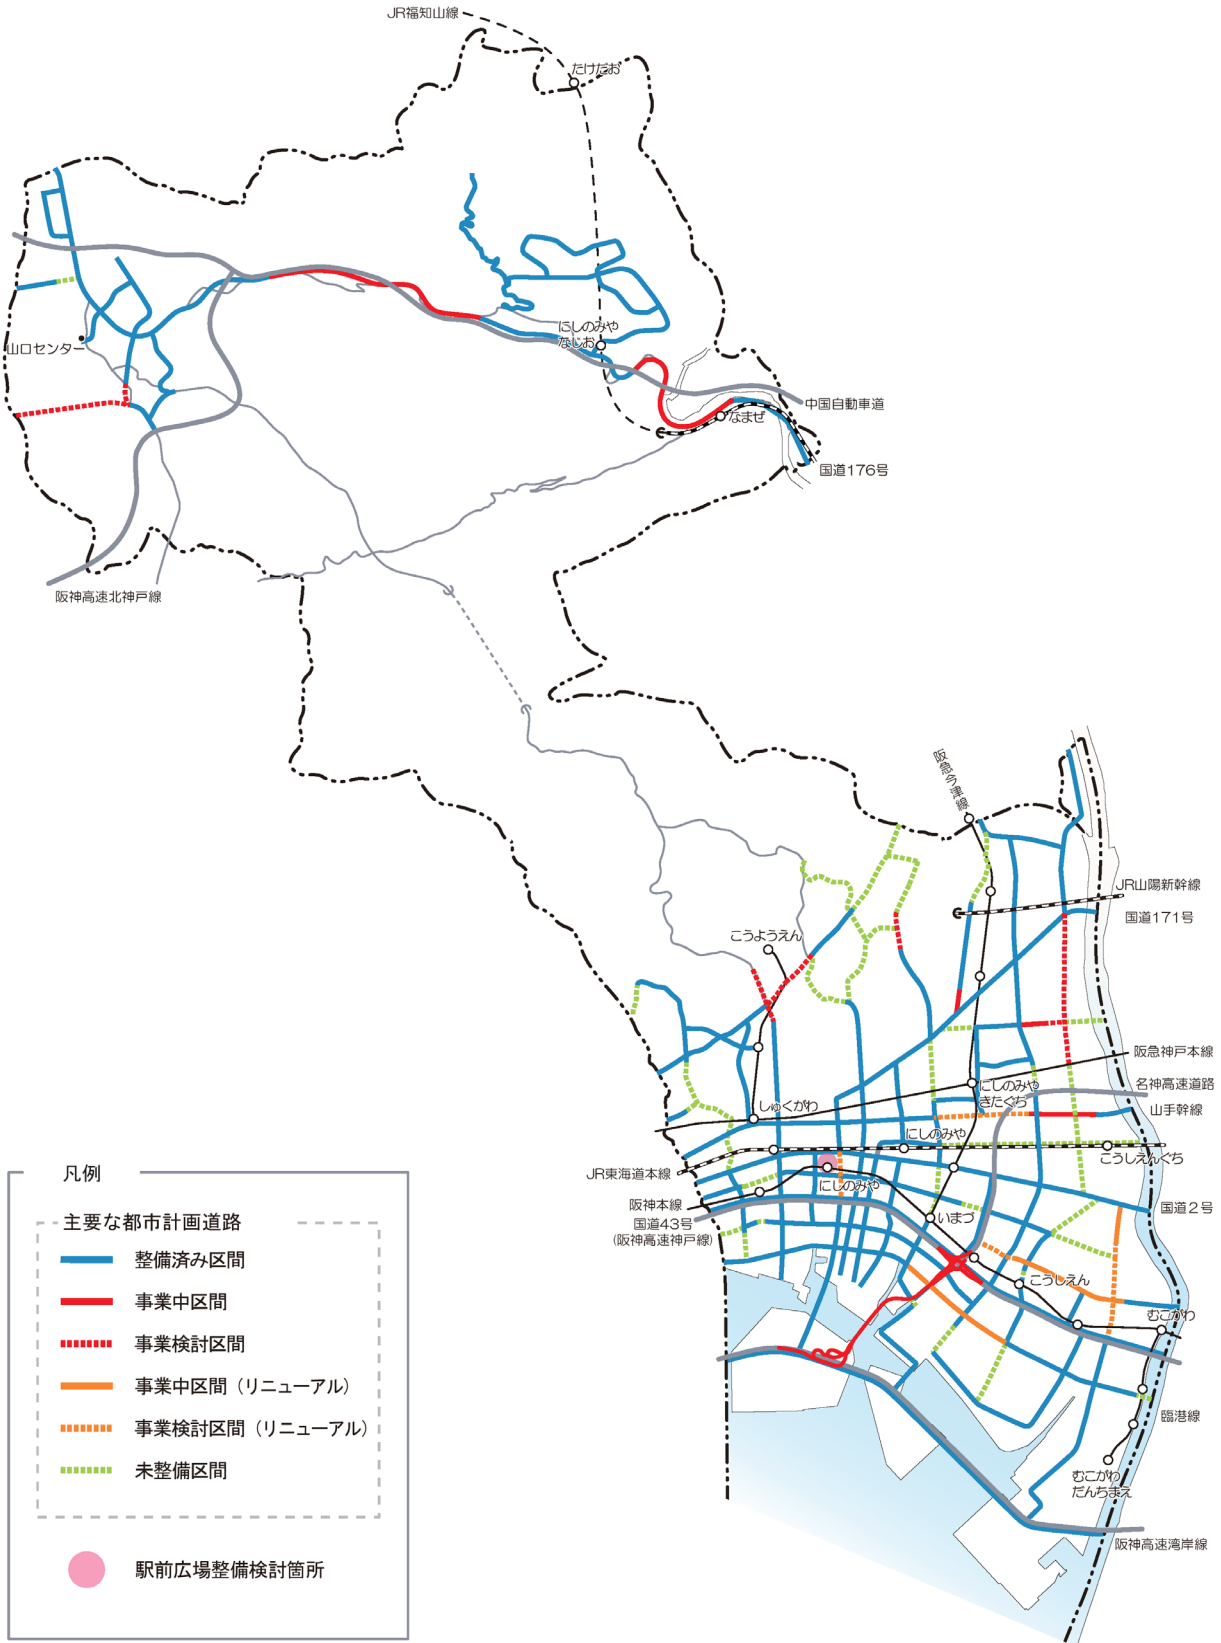 JR福知山線
たけだお
にしのみや
なじお
山口センター
中国自動車道
なまぜ
国道176号
阪神高速北神戸線
阪急今津線
JR山陽新幹線
国道171号
こうようえん
阪急神戸本線
にしのみや
きたぐち
名神高速道路
しゅくがわ
山手幹線
にしのみや
こうしえんぐち
JR東海道本線
にしのみや
阪神本線
国道2号
国道43号
(阪神高速神戸線)
いまづ
こうしえん
むこがわ
臨港線
むこがわ
だんちまえ
阪神高速湾岸線
凡例
主要な都市計画道路
整備済み区間
事業中区間
事業検討区間
事業中区間（リニューアル）
事業検討区間（リニューアル）
未整備区間
駅前広場整備検討箇所